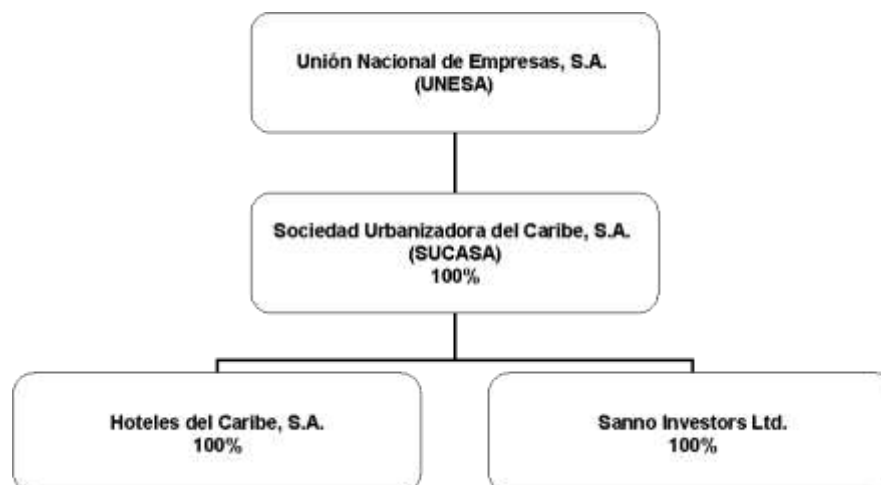 Unión Nacional de Empresas, S.A.
(UNESA)
Sociedad Urbanizadora del Caribe, S.A.
(SUCASA)
100%
Hoteles del Caribe, S.A.
100%
Sanno Investors Ltd.
100%